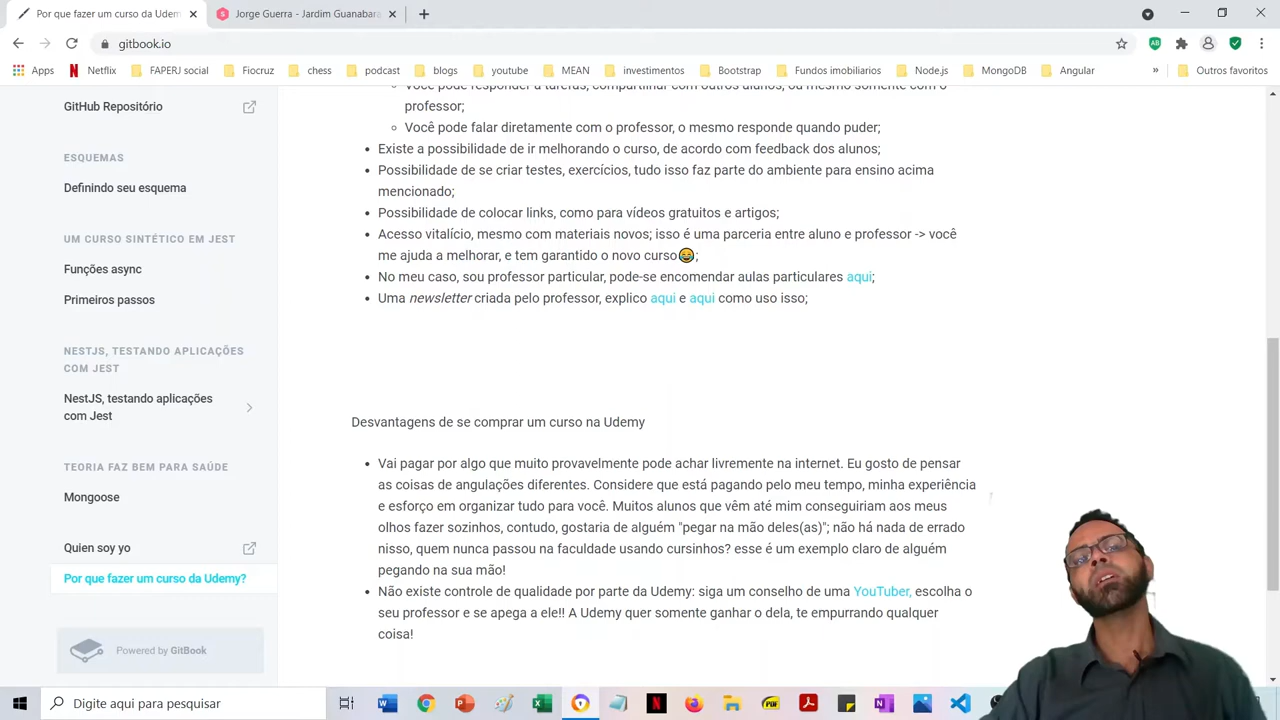 Por que fazer um curso da Udem
Jorge Guerra - Jardim Guanabara
gitbook.io
Apps
Netflix
FAPERJ social
Fiocruz
chess
podcast
blogs
youtube
MEAN
investimentos
Bootstrap
Fundos imobiliarios
Node.js
MongoDB
Angular
»
Outros favoritos
GitHub Repositório
ESQUEMAS
Definindo seu esquema
UM CURSO SINTÉTICO EM JEST
Funções async
Primeiros passos
NESTJS, TESTANDO APLICAÇÕES
COM JEST
NestJS, testando aplicações
com Jest
TEORIA FAZ BEM PARA SAÚDE
Mongoose
Quien soy yo
Por que fazer um curso da Udemy?
Powered by GitBook
Você pode responder a tarefas, compartilhar com outros alunos, ou mesmo somente com o
professor;
Você pode falar diretamente com o professor, o mesmo responde quando puder;
Existe a possibilidade de ir melhorando o curso, de acordo com feedback dos alunos;
Possibilidade de se criar testes, exercícios, tudo isso faz parte do ambiente para ensino acima
mencionado;
Possibilidade de colocar links, como para vídeos gratuitos e artigos;
Acesso vitalício, mesmo com materiais novos; isso é uma parceria entre aluno e professor -> você
me ajuda a melhorar, e tem garantido o novo curso😂;
No meu caso, sou professor particular, pode-se encomendar aulas particulares aqui;
Uma newsletter criada pelo professor, explico aqui e aqui como uso isso;
Desvantagens de se comprar um curso na Udemy
Vai pagar por algo que muito provavelmente pode achar livremente na internet. Eu gosto de pensar
as coisas de angulações diferentes. Considere que está pagando pelo meu tempo, minha experiência
e esforço em organizar tudo para você. Muitos alunos que vêm até mim conseguiriam aos meus
olhos fazer sozinhos, contudo, gostaria de alguém "pegar na mão deles(as)"; não há nada de errado
nisso, quem nunca passou na faculdade usando cursinhos? esse é um exemplo claro de alguém
pegando na sua mão!
Não existe controle de qualidade por parte da Udemy: siga um conselho de uma YouTuber, escolha o
seu professor e se apega a ele!! A Udemy quer somente ganhar o dela, te empurrando qualquer
coisa!
Digite aqui para pesquisar